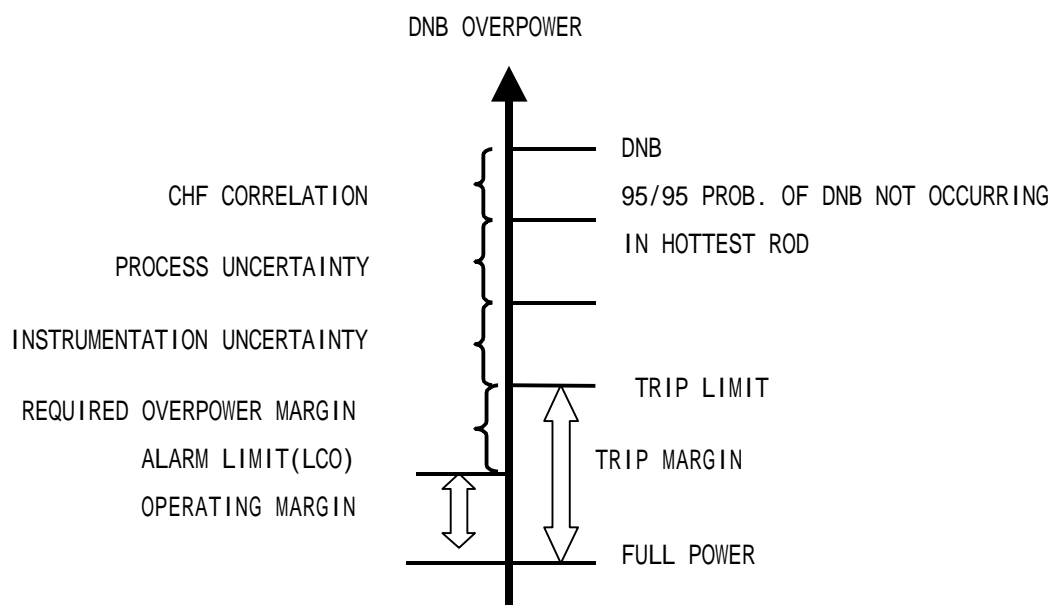 DNB OVERPOWER
DNB
CHF CORRELATION
95/95 PROB. OF DNB NOT OCCURRING
IN HOTTEST ROD
PROCESS UNCERTAINTY
INSTRUMENTATION UNCERTAINTY
TRIP LIMIT
REQUIRED OVERPOWER MARGIN
ALARM LIMIT(LCO)
TRIP MARGIN
OPERATING MARGIN
FULL POWER